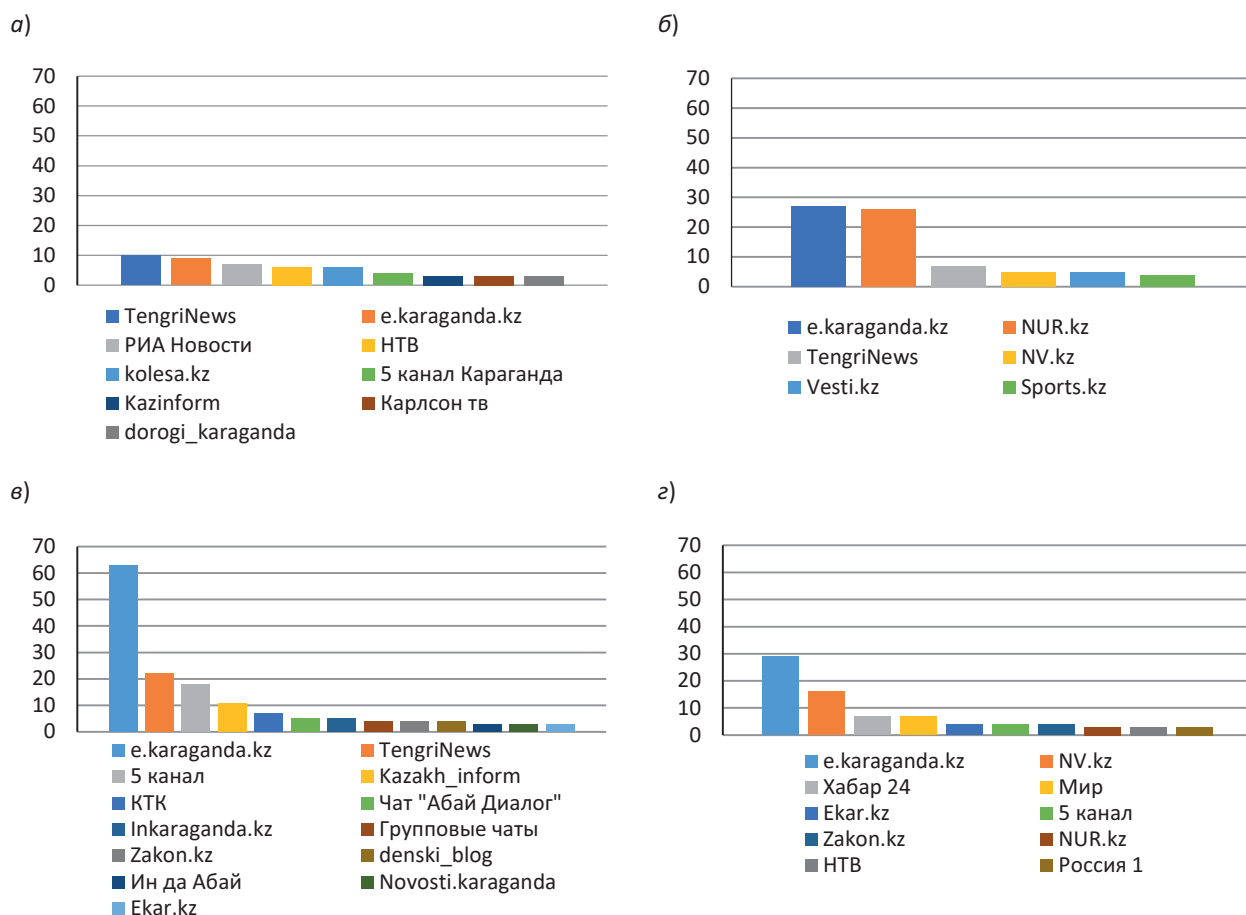 а)
70
60
50
40
30
20
10
0
TengriNews e.karaganda.kz
РИА Новости НТВ
kolesa.kz 5 канал Караганда
Kazinform Карлсон тв
dorogi_karaganda
б)
70
60
50
40
30
20
10
0
e.karaganda.kz NUR.kz
TengriNews NV.kz
Vesti.kz Sports.kz
в)
70
60
50
40
30
20
10
0
e.karaganda.kz TengriNews
5 канал Kazakh_inform
КТК Чат "Абай Диалог"
Inkaraganda.kz Групповые чаты
Zakon.kz denski_blog
Ин да Абай Novosti.karaganda
Ekar.kz
г)
70
60
50
40
30
20
10
0
e.karaganda.kz NV.kz
Хабар 24 Мир
Ekar.kz 5 канал
Zakon.kz NUR.kz
НТВ Россия 1